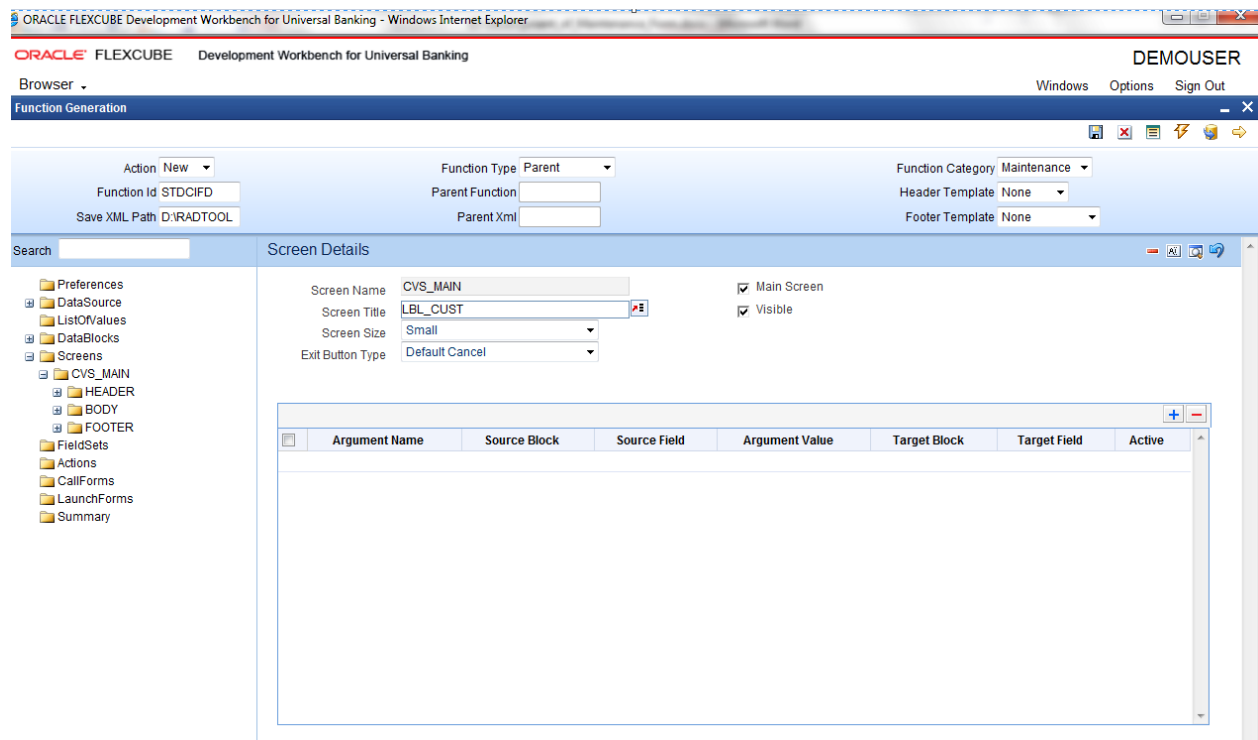 ORACLE FLEXCUBE Development Workbench for Universal Banking - Windows Internet Explorer
ORACLE FLEXCUBE Development Workbench for Universal Banking DEMOUSER
Browser Windows Options Sign Out
Function Generation
Action New Function Type Parent Function Category Maintenance
Function Id STDCIFD Parent Function Header Template None
Save XML Path D:\RADTOOL Parent Xml Footer Template None
Search
Preferences
DataSource
ListOfValues
DataBlocks
Screens
CVS_MAIN
HEADER
BODY
FOOTER
FieldSets
Actions
CallForms
LaunchForms
Summary
Screen Details
Screen Name CVS_MAIN Main Screen
Screen Title LBL_CUST Visible
Screen Size Small
Exit Button Type Default Cancel
Argument Name Source Block Source Field Argument Value Target Block Target Field Active